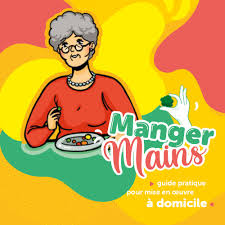 Manger
Mains
guide pratique
pour mise en œuvre
à domicile